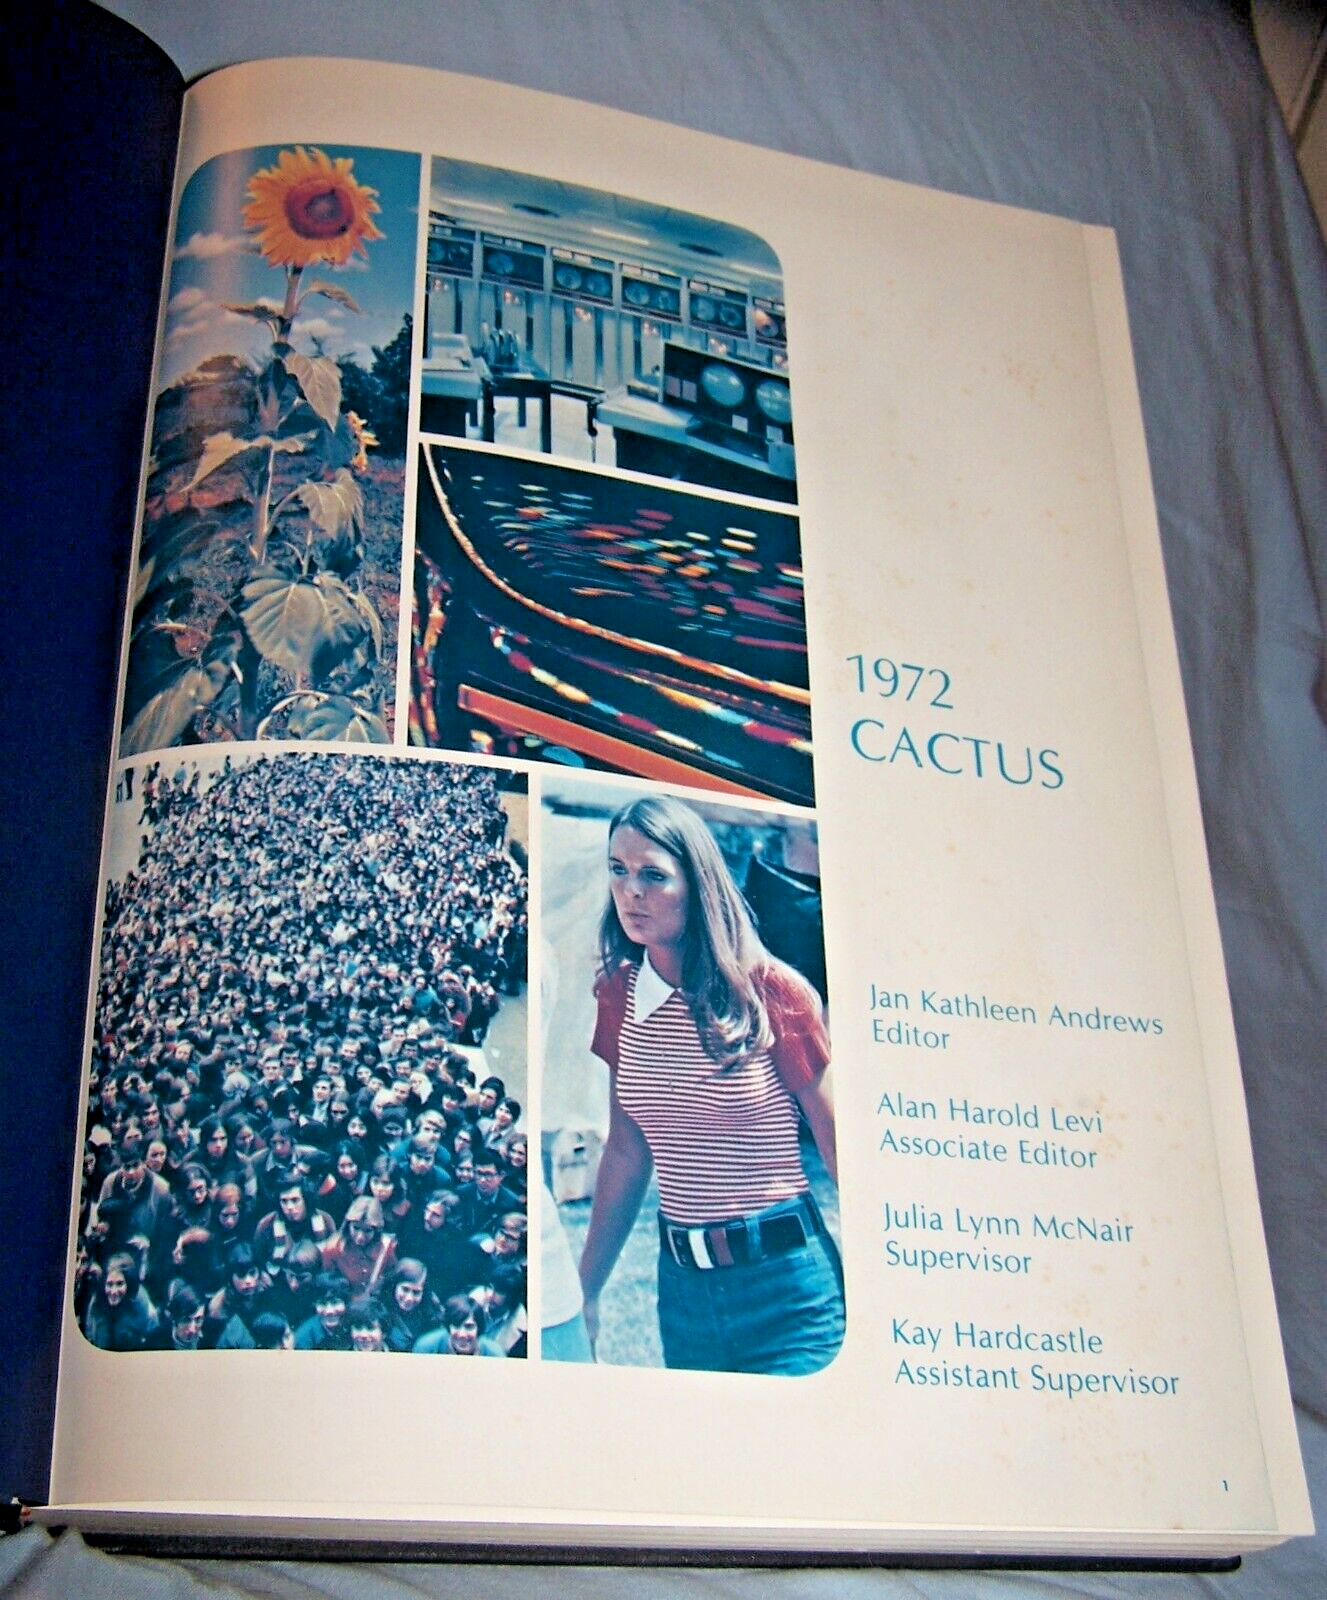 1972
CACTUS
Jan Kathleen Andrews
Editor
Alan Harold Levi
Associate Editor
Julia Lynn McNair
Supervisor
Kay Hardcastle
Assistant Supervisor
1